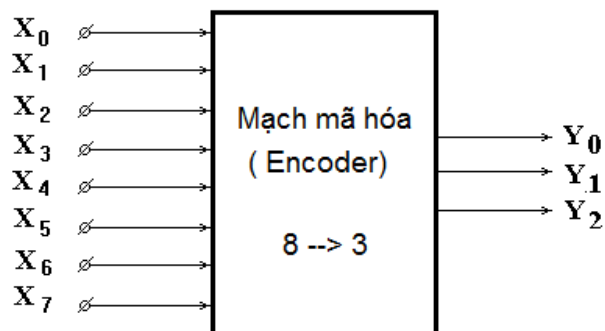 X0
X1
X2
X3
X4
X5
X6
X7
Mạch mã hóa
( Encoder)
8 --> 3
Y0
Y1
Y2